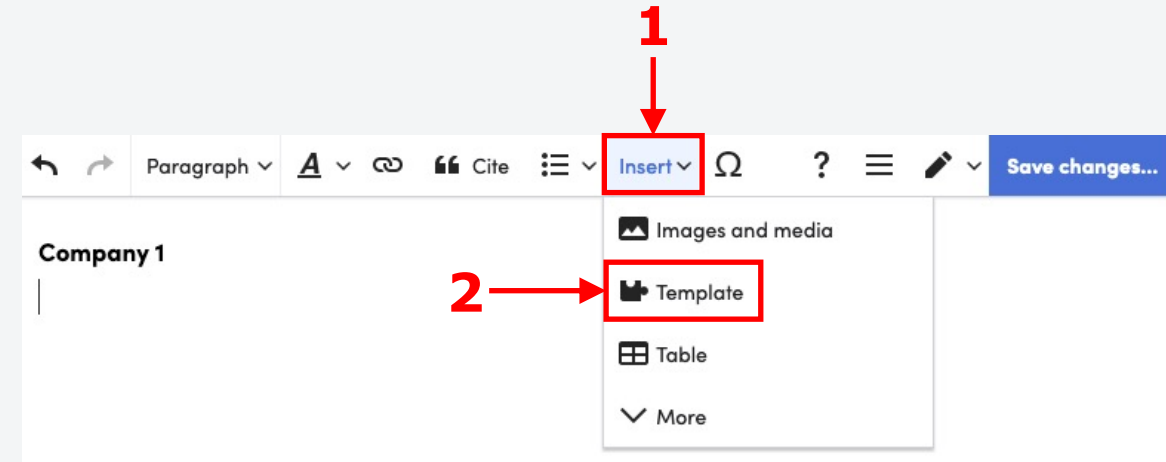 1
Paragraph A Cite Insert Ω ? Save changes...
Images and media
Company 1
2 Template
Table
More